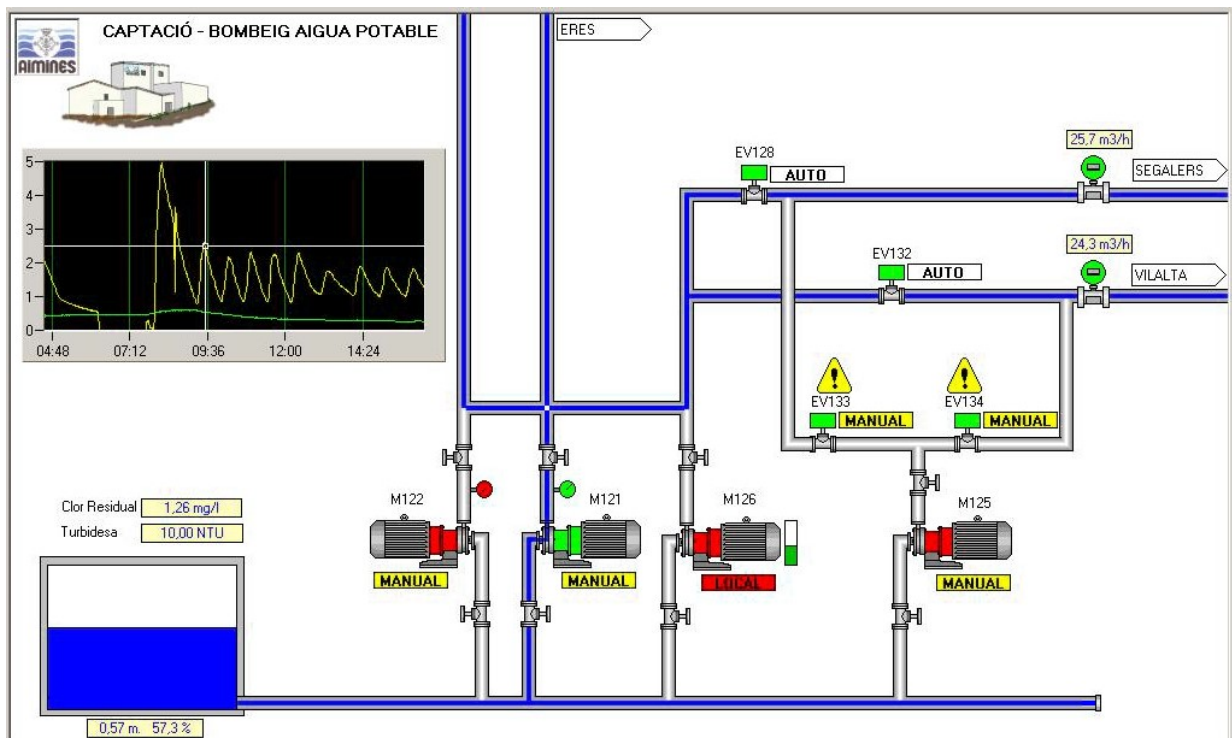 AIMINES
CAPTACIÓ - BOMBEIG AIGUA POTABLE
ERES
25,7 m3/h
EV128
AUTO
SEGALERS
5
4
3
2
1
0
04:48 07:12 09:36 12:00 14:24
24,3 m3/h
EV132
AUTO
VILALTA
EV133
MANUAL
EV134
MANUAL
Clor Residual 1,26 mg/l
Turbidesa 10,00 NTU
M122
MANUAL
M121
MANUAL
M126
LOCAL
M125
MANUAL
0,57 m. 57,3 %